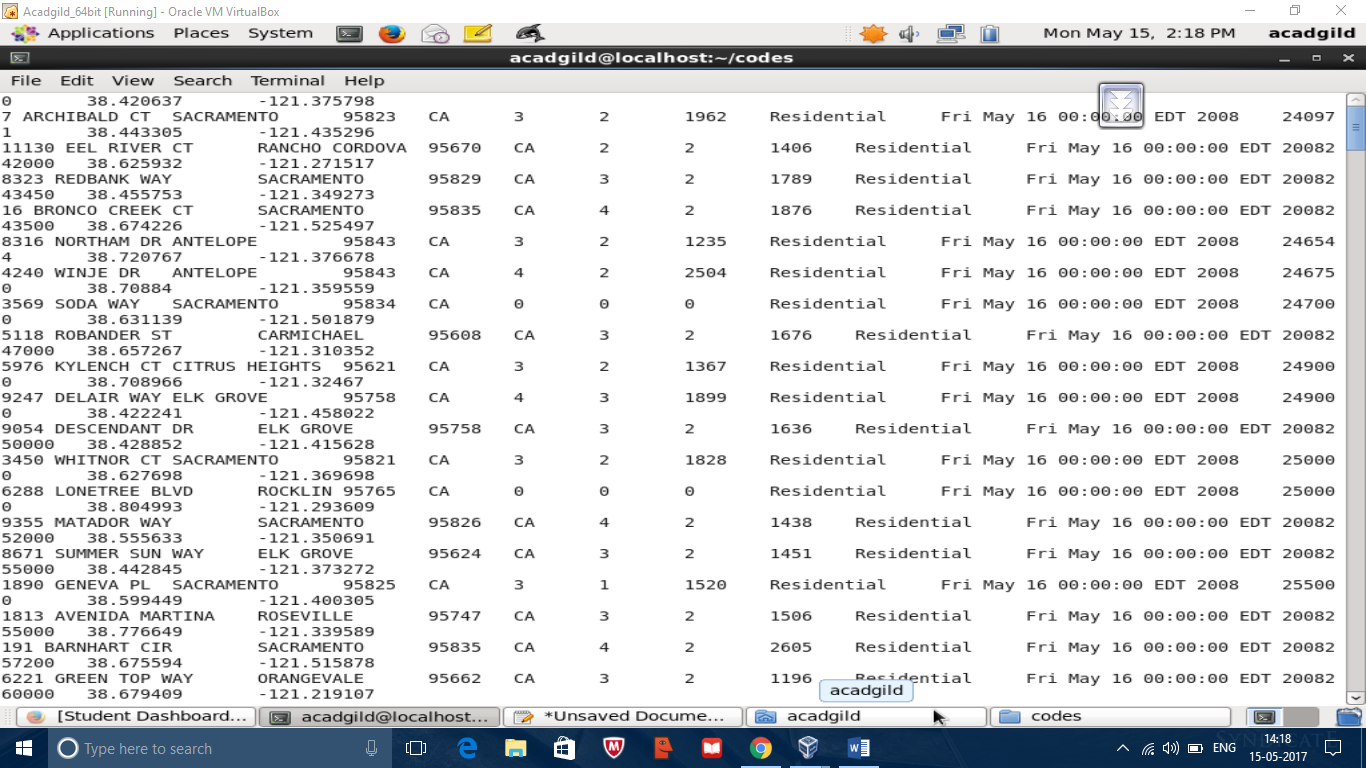 Acadgild_64bit [Running] - Oracle VM VirtualBox
Applications Places System Mon May 15, 2:18 PM acadgild
acadgild@localhost:~/codes
File Edit View Search Terminal Help
0 38.420637 -121.375798
7 ARCHIBALD CT SACRAMENTO 95823 CA 3 2 1962 Residential Fri May 16 00:00:00 EDT 2008 24097
1 38.443305 -121.435296
11130 EEL RIVER CT RANCHO CORDOVA 95670 CA 2 2 1406 Residential Fri May 16 00:00:00 EDT 20082
42000 38.625932 -121.271517
8323 REDBANK WAY SACRAMENTO 95829 CA 3 2 1789 Residential Fri May 16 00:00:00 EDT 20082
43450 38.455753 -121.349273
16 BRONCO CREEK CT SACRAMENTO 95835 CA 4 2 1876 Residential Fri May 16 00:00:00 EDT 20082
43500 38.674226 -121.525497
8316 NORTHAM DR ANTELOPE 95843 CA 3 2 1235 Residential Fri May 16 00:00:00 EDT 2008 24654
4 38.720767 -121.376678
4240 WINJE DR ANTELOPE 95843 CA 4 2 2504 Residential Fri May 16 00:00:00 EDT 2008 24675
0 38.70884 -121.359559
3569 SODA WAY SACRAMENTO 95834 CA 0 0 0 Residential Fri May 16 00:00:00 EDT 2008 24700
0 38.631139 -121.501879
5118 ROBANDER ST CARMICHAEL 95608 CA 3 2 1676 Residential Fri May 16 00:00:00 EDT 20082
47000 38.657267 -121.310352
5976 KYLENCH CT CITRUS HEIGHTS 95621 CA 3 2 1367 Residential Fri May 16 00:00:00 EDT 2008 24900
0 38.708966 -121.32467
9247 DELAIR WAY ELK GROVE 95758 CA 4 3 1899 Residential Fri May 16 00:00:00 EDT 2008 24900
0 38.422241 -121.458022
9054 DESCENDANT DR ELK GROVE 95758 CA 3 2 1636 Residential Fri May 16 00:00:00 EDT 20082
50000 38.428852 -121.415628
3450 WHITNOR CT SACRAMENTO 95821 CA 3 2 1828 Residential Fri May 16 00:00:00 EDT 2008 25000
0 38.627698 -121.369698
6288 LONETREE BLVD ROCKLIN 95765 CA 0 0 0 Residential Fri May 16 00:00:00 EDT 2008 25000
0 38.804993 -121.293609
9355 MATADOR WAY SACRAMENTO 95826 CA 4 2 1438 Residential Fri May 16 00:00:00 EDT 20082
52000 38.555633 -121.350691
8671 SUMMER SUN WAY ELK GROVE 95624 CA 3 2 1451 Residential Fri May 16 00:00:00 EDT 20082
55000 38.442845 -121.373272
1890 GENEVA PL SACRAMENTO 95825 CA 3 1 1520 Residential Fri May 16 00:00:00 EDT 2008 25500
0 38.599449 -121.400305
1813 AVENIDA MARTINA ROSEVILLE 95747 CA 3 2 1506 Residential Fri May 16 00:00:00 EDT 20082
55000 38.776649 -121.339589
191 BARNHART CIR SACRAMENTO 95835 CA 4 2 2605 Residential Fri May 16 00:00:00 EDT 20082
57200 38.675594 -121.515878
6221 GREEN TOP WAY ORANGEVALE 95662 CA 3 2 1196 Residential Fri May 16 00:00:00 EDT 20082
60000 38.679409 -121.219107
acadgild
[Student Dashboard... acadgild@localhost... *Unsaved Docume... acadgild codes
Type here to search ENG 14:18
15-05-2017